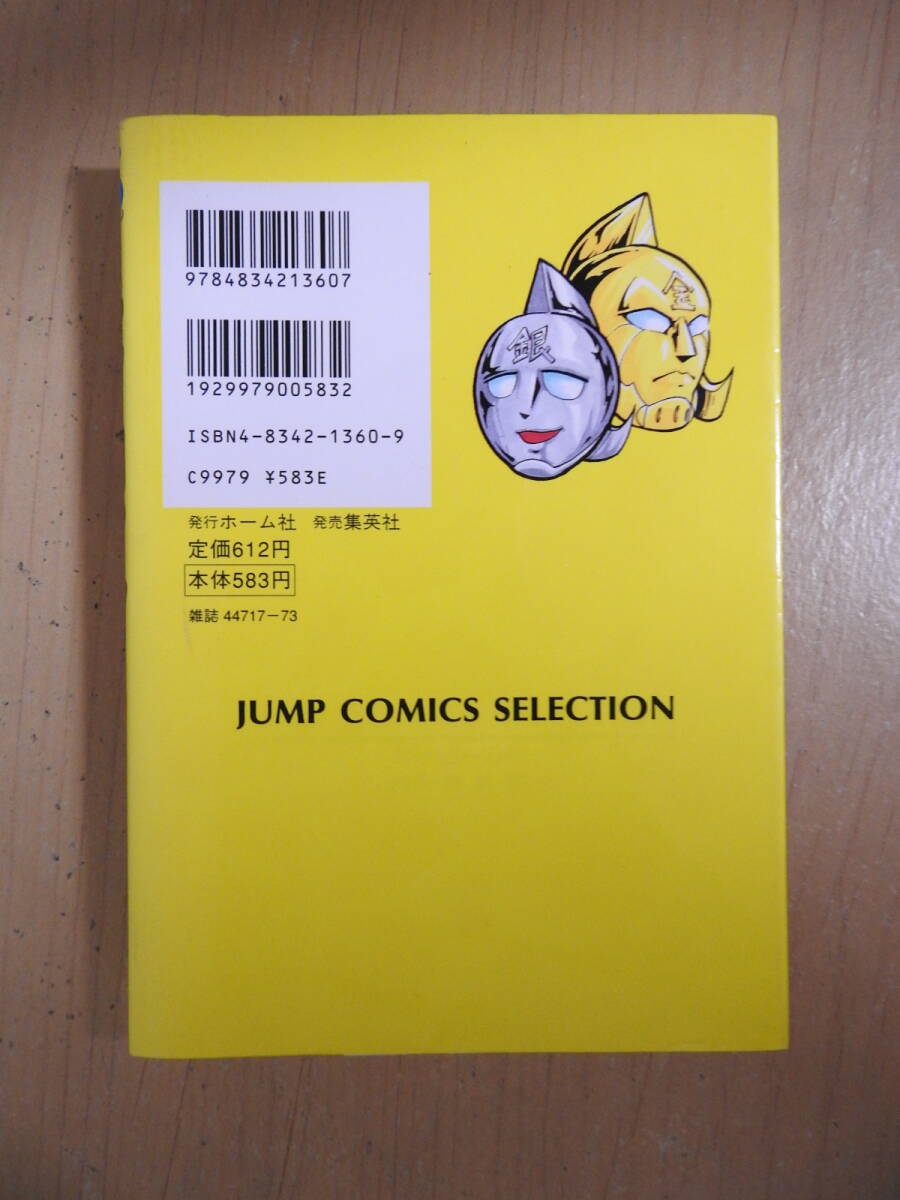 9784834213607
1929979005832
ISBN4-8342-1360-9
C9979 ¥583E
発行ホーム社 発売集英社
定価612円
本体583円
雑誌 44717-73
金
銀
JUMP COMICS SELECTION